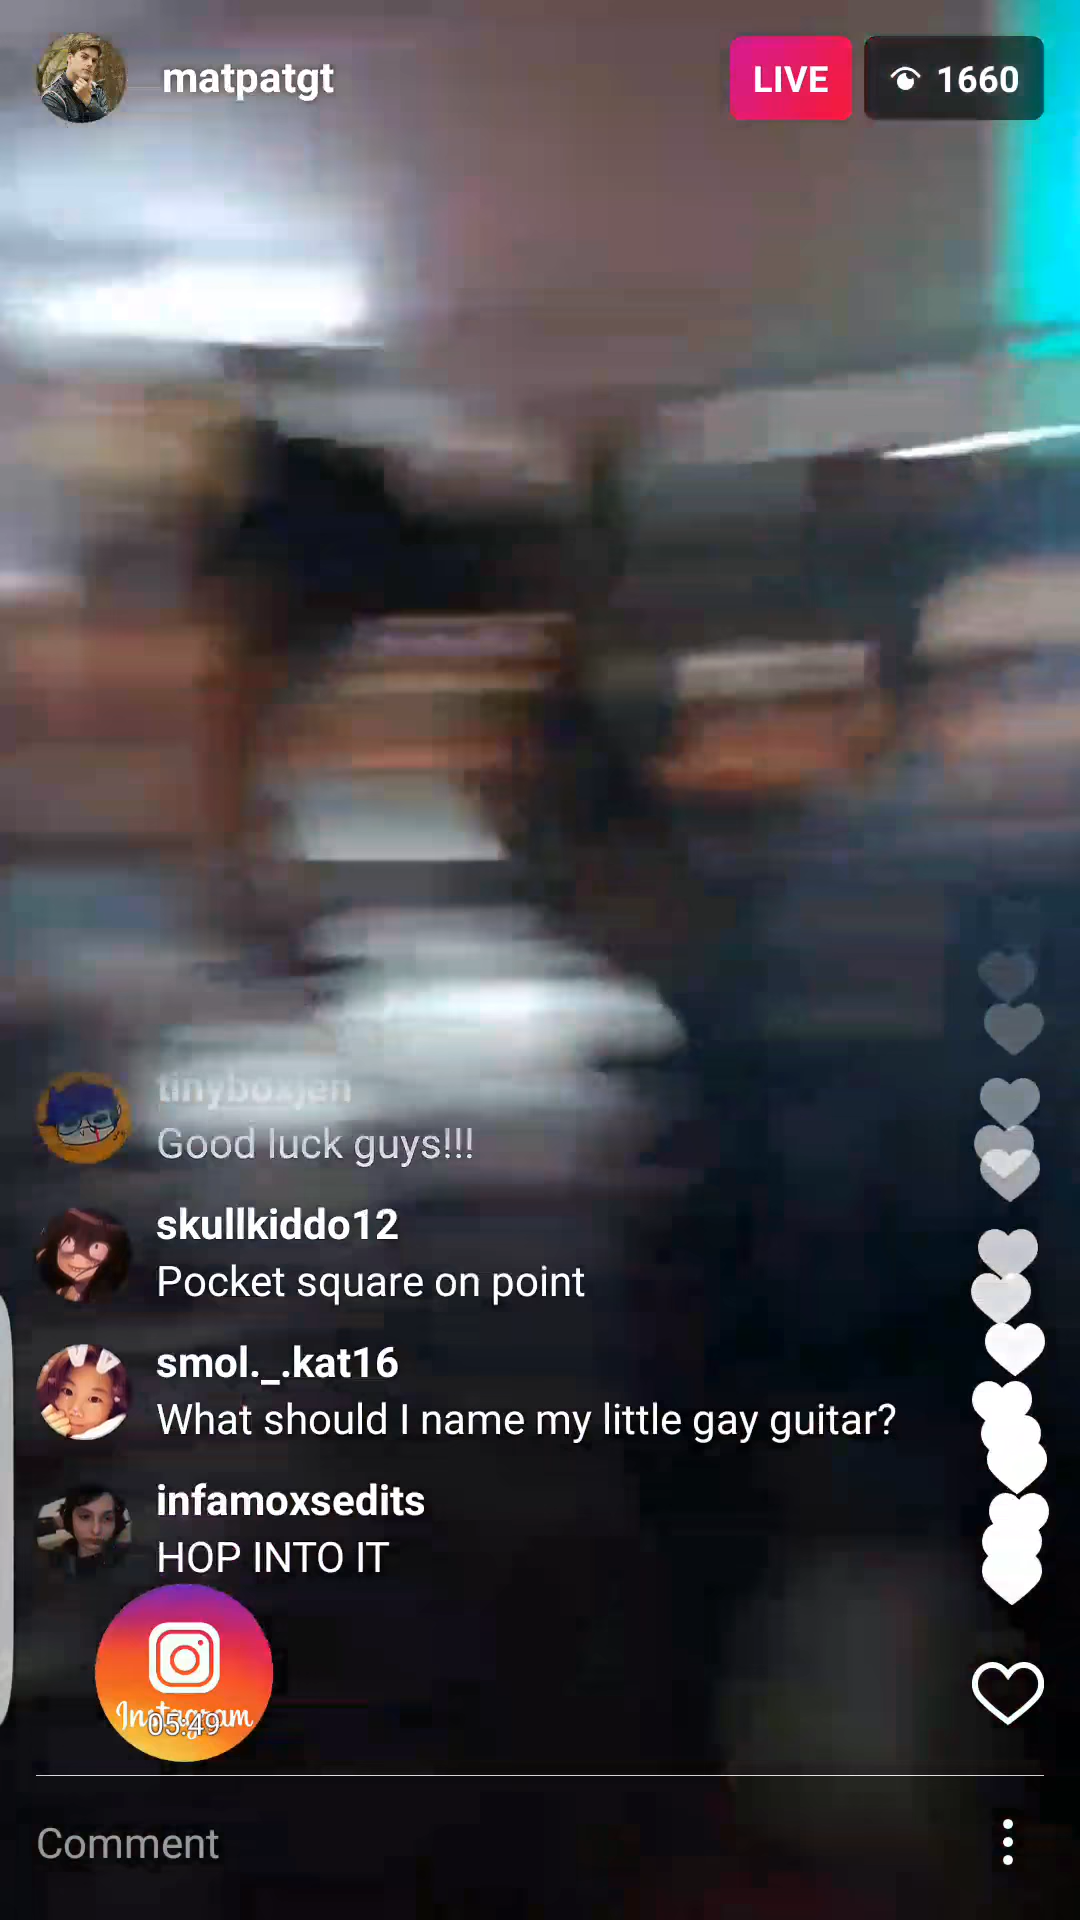 matpatgt
LIVE
1660
tinyboxjen
Good luck guys!!!
skullkiddo12
Pocket square on point
smol._.kat16
What should I name my little gay guitar?
infamoxsedits
HOP INTO IT
Instagram
05:49
Comment